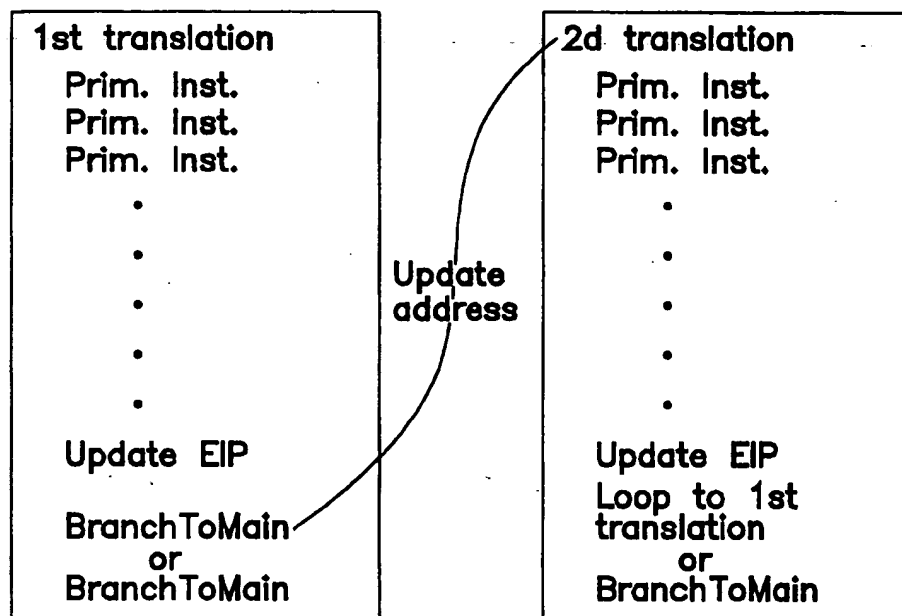 1st translation
Prim. Inst.
Prim. Inst.
Prim. Inst.
Update EIP
BranchToMain
or
BranchToMain
Update
address
2d translation
Prim. Inst.
Prim. Inst.
Prim. Inst.
Update EIP
Loop to 1st
translation
or
BranchToMain